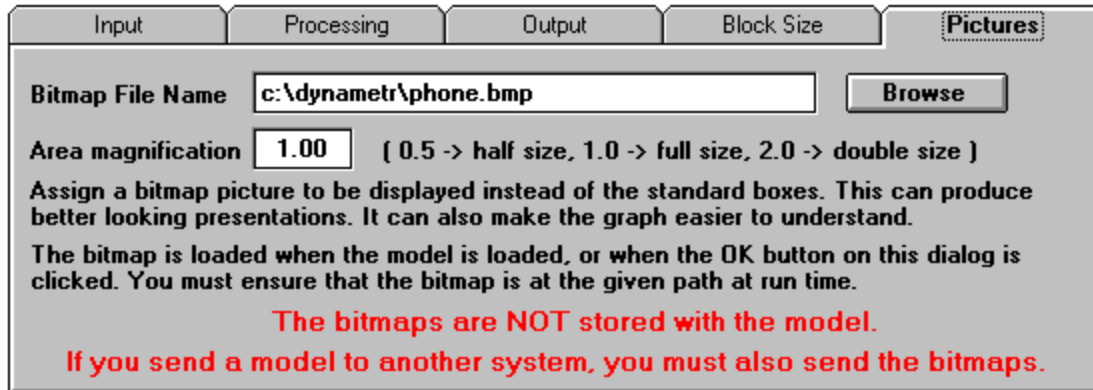 Input Processing Output Block Size Pictures
Bitmap File Name c:\dynametr\phone.bmp Browse
Area magnification 1.00 ( 0.5 -> half size, 1.0 -> full size, 2.0 -> double size )
Assign a bitmap picture to be displayed instead of the standard boxes. This can produce
better looking presentations. It can also make the graph easier to understand.
The bitmap is loaded when the model is loaded, or when the OK button on this dialog is
clicked. You must ensure that the bitmap is at the given path at run time.
The bitmaps are NOT stored with the model.
If you send a model to another system, you must also send the bitmaps.